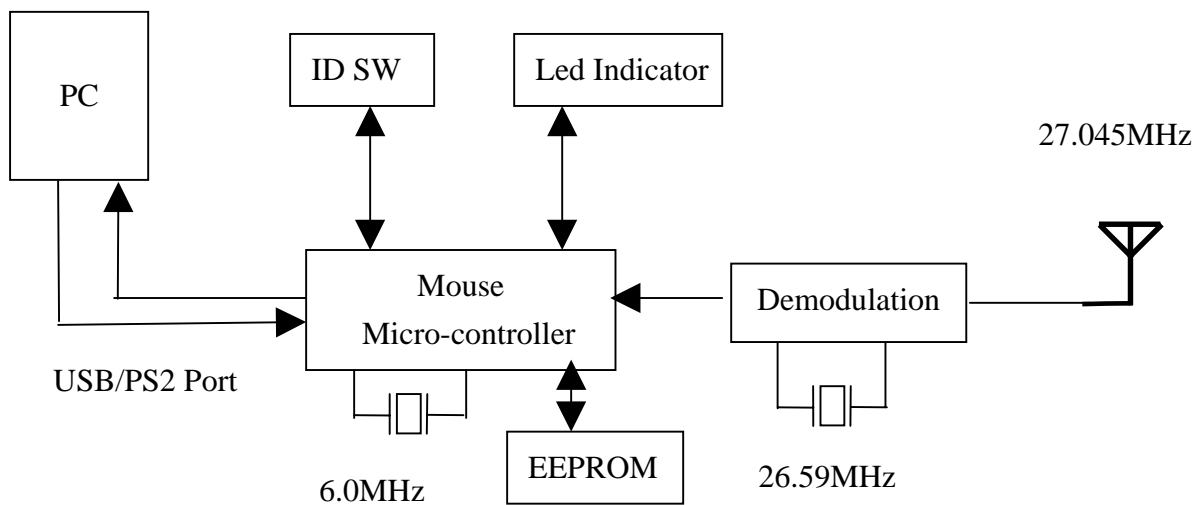 PC
ID SW
Led Indicator
27.045MHz
Mouse
Micro-controller
Demodulation
USB/PS2 Port
6.0MHz
EEPROM
26.59MHz